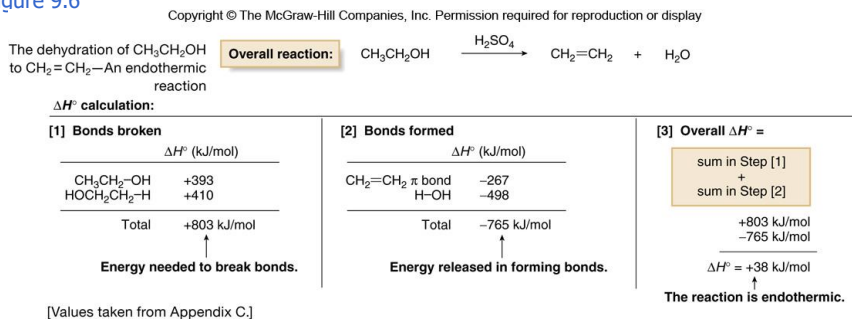 gure 9.6
Copyright © The McGraw-Hill Companies, Inc. Permission required for reproduction or display
The dehydration of CH₃CH₂OH
to CH₂=CH₂—An endothermic
reaction
Overall reaction: CH₃CH₂OH H₂SO₄ CH₂=CH₂ + H₂O
ΔH° calculation:
[1] Bonds broken
ΔH° (kJ/mol)
CH₃CH₂–OH +393
HOCH₂CH₂–H +410
Total +803 kJ/mol
Energy needed to break bonds.
[Values taken from Appendix C.]
[2] Bonds formed
ΔH° (kJ/mol)
CH₂=CH₂ π bond −267
H–OH −498
Total −765 kJ/mol
Energy released in forming bonds.
[3] Overall ΔH° =
sum in Step [1]
+
sum in Step [2]
+803 kJ/mol
−765 kJ/mol
ΔH° = +38 kJ/mol
The reaction is endothermic.